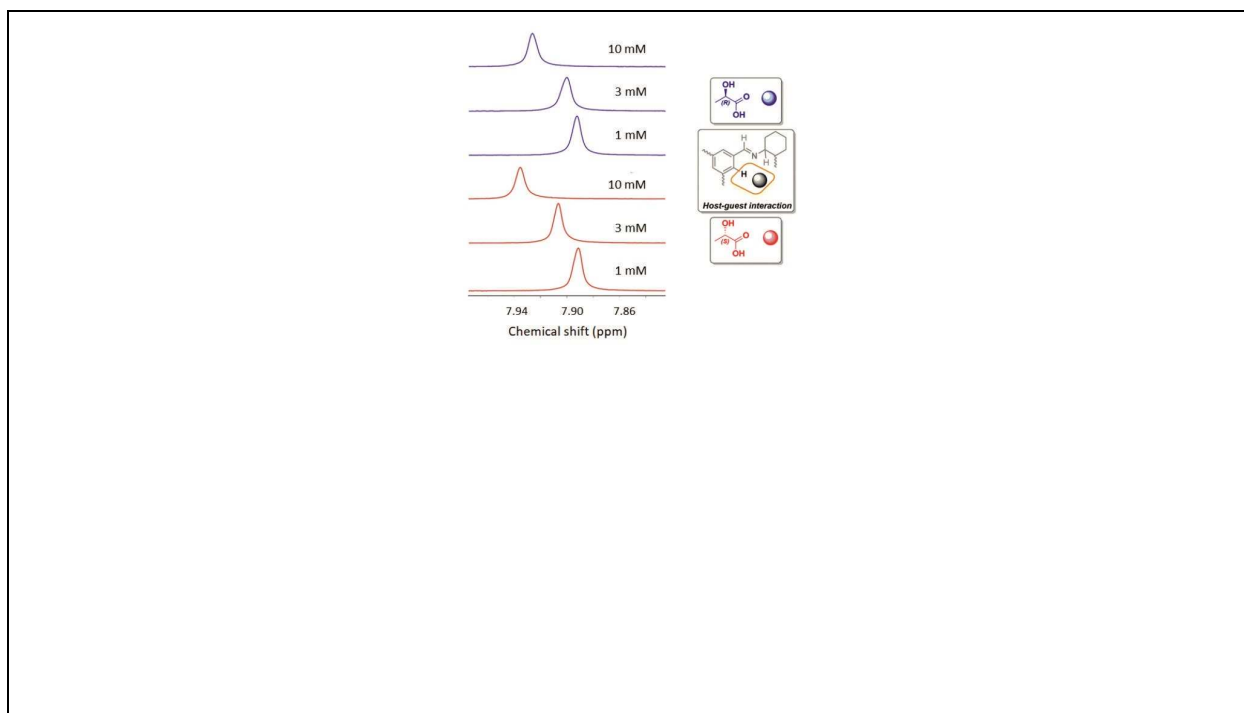 10 mM
3 mM
1 mM
10 mM
3 mM
1 mM
7.94 7.90 7.86
Chemical shift (ppm)
OH
O
(R)
OH
H
N
H
H
Host-guest interaction
OH
O
(S)
OH